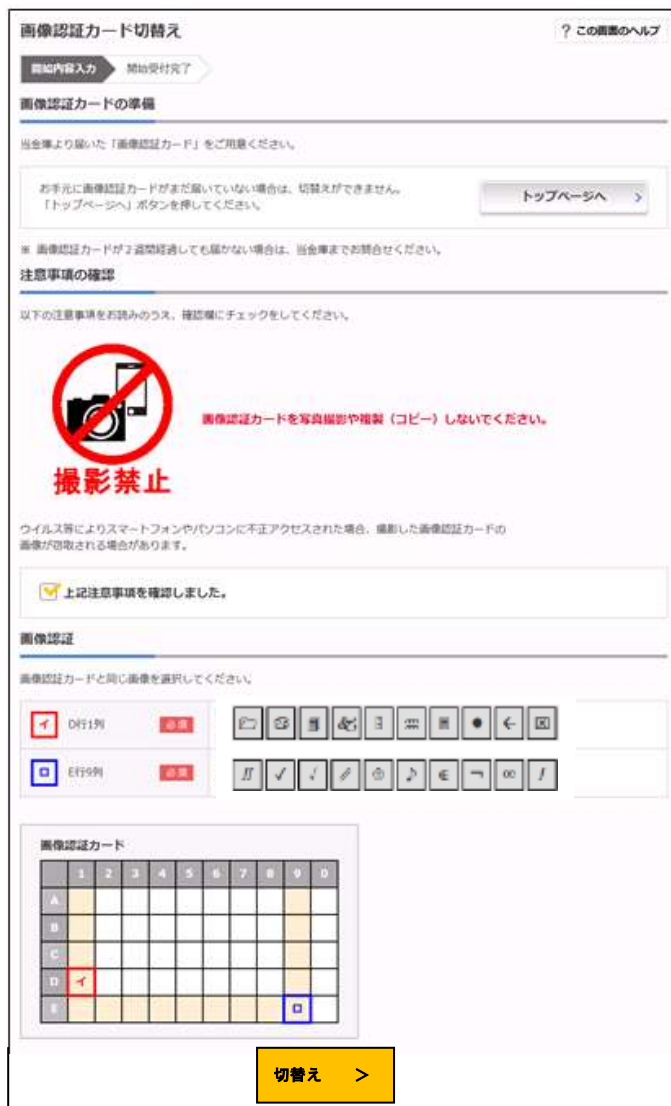 画像認証カード切替え
? この画面のヘルプ
開始内容入力 開始受付完了
画像認証カードの準備
当金庫より届いた「画像認証カード」をご用意ください。
お手元に画像認証カードがまだ届いていない場合は、切替えができません。
「トップページへ」ボタンを押してください。
トップページへ >
※ 画像認証カードが2週間経過しても届かない場合は、当金庫までお問合せください。
注意事項の確認
以下の注意事項をお読みのうえ、確認欄にチェックをしてください。
画像認証カードを写真撮影や複製（コピー）しないでください。
撮影禁止
ウイルス等によりスマートフォンやパソコンに不正アクセスされた場合、撮影した画像認証カードの
画像が窃取される場合があります。
上記注意事項を確認しました。
画像認証
画像認証カードと同じ画像を選択してください。
イ D行1列 必須
ロ E行9列 必須
画像認証カード
1 2 3 4 5 6 7 8 9 0
A
B
C
D イ
E ロ
切替え ＞